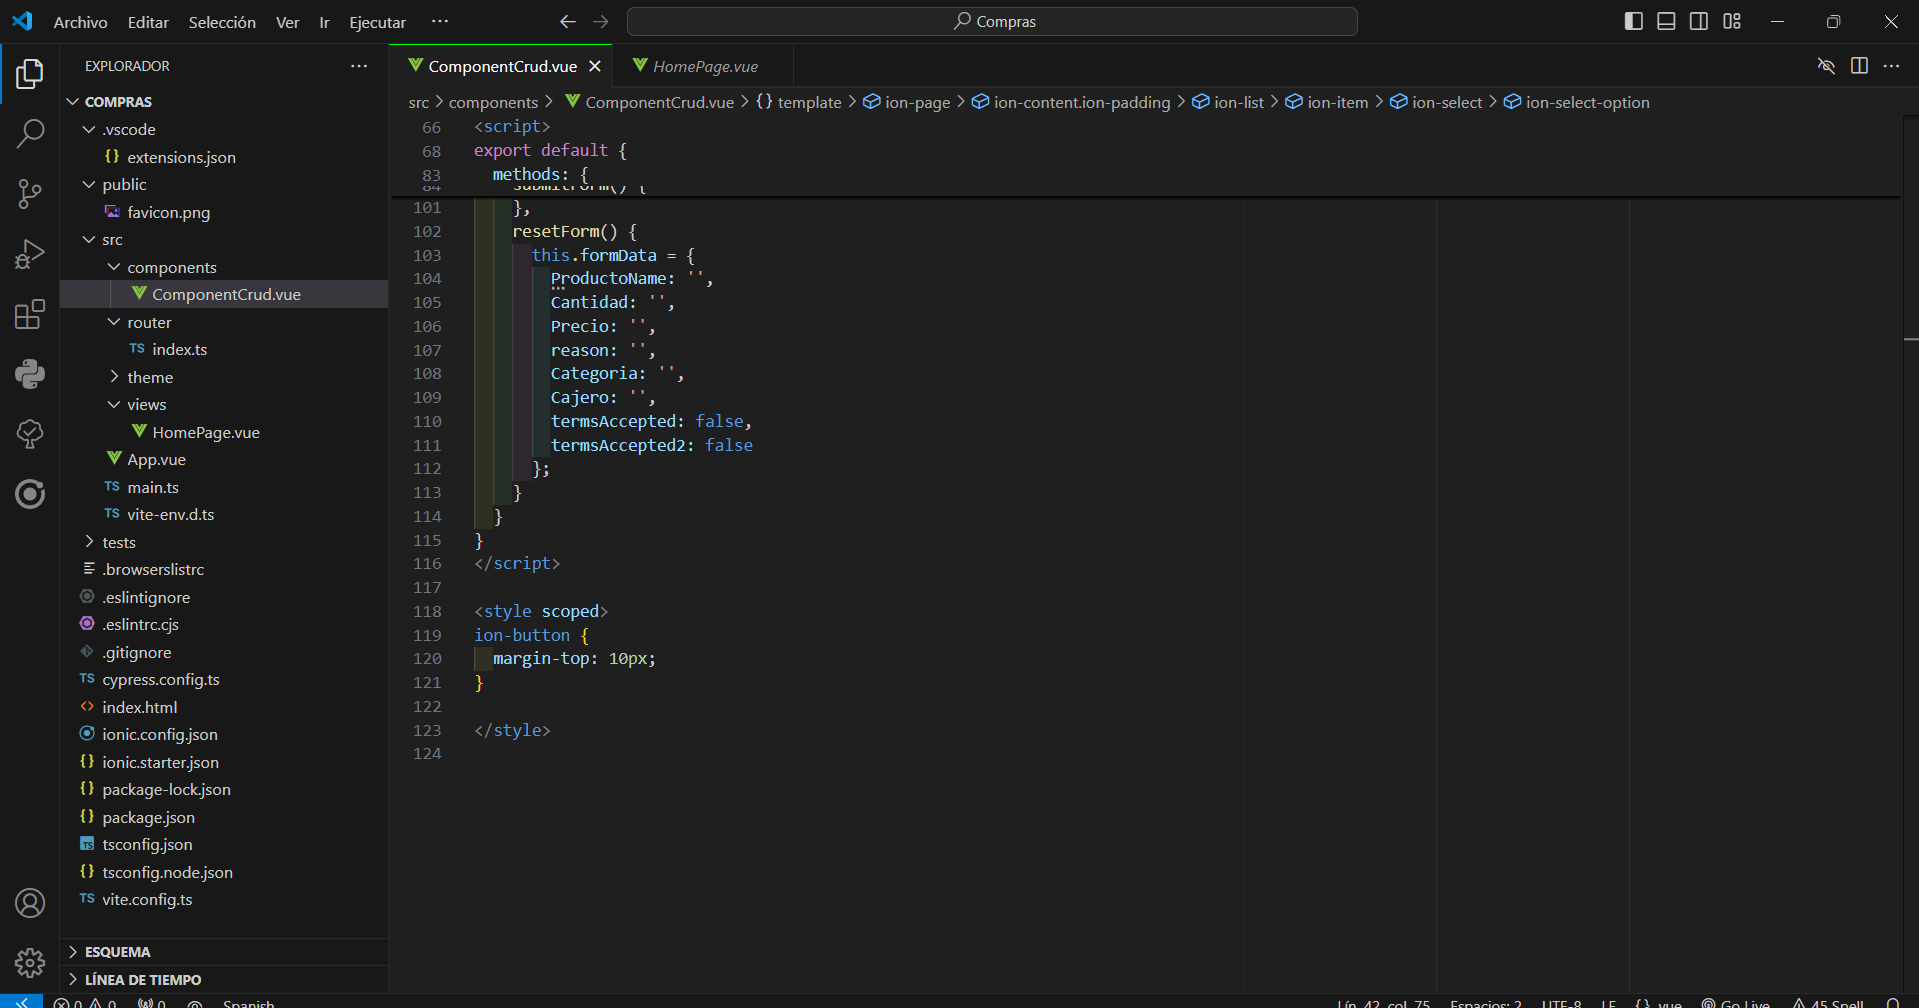 Archivo Editar Selección Ver Ir Ejecutar ···
Compras
EXPLORADOR ···
COMPRAS
.vscode
{} extensions.json
public
favicon.png
src
components
ComponentCrud.vue
router
TS index.ts
theme
views
HomePage.vue
App.vue
TS main.ts
TS vite-env.d.ts
tests
.browserslistrc
.eslintignore
.eslintrc.cjs
.gitignore
TS cypress.config.ts
<> index.html
ionic.config.json
{} ionic.starter.json
{} package-lock.json
{} package.json
TS tsconfig.json
{} tsconfig.node.json
TS vite.config.ts
ESQUEMA
LÍNEA DE TIEMPO
ComponentCrud.vue HomePage.vue
src > components > ComponentCrud.vue > {} template > ion-page > ion-content.ion-padding > ion-list > ion-item > ion-select > ion-select-option
66 <script>
68 export default {
83 methods: {
84 submitForm() {
101 },
102 resetForm() {
103 this.formData = {
104 ProductoName: '',
105 Cantidad: '',
106 Precio: '',
107 reason: '',
108 Categoria: '',
109 Cajero: '',
110 termsAccepted: false,
111 termsAccepted2: false
112 };
113 }
114 }
115 }
116 </script>
117
118 <style scoped>
119 ion-button {
120 margin-top: 10px;
121 }
122
123 </style>
124
0 0 0 Spanish Lín. 42, col. 75 Espacios: 2 UTF-8 LF {} vue Go Live 45 Spell